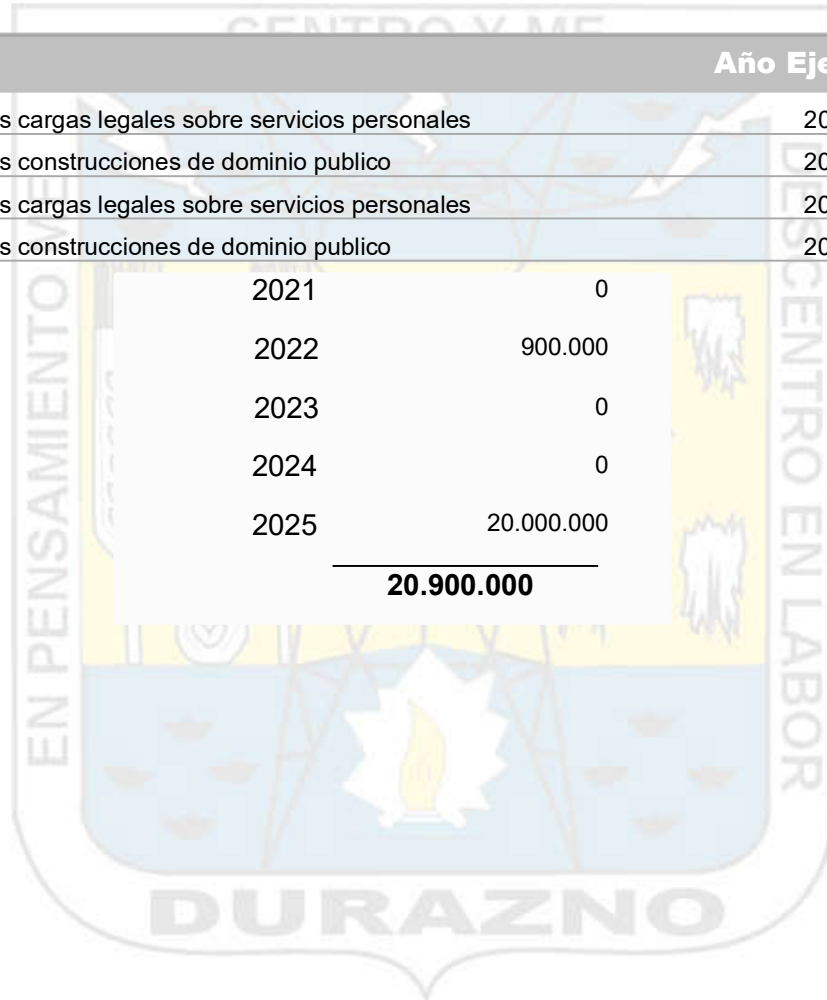 CENTRO Y ME
Año Eje
s cargas legales sobre servicios personales 20
s construcciones de dominio publico 20
s cargas legales sobre servicios personales 20
s construcciones de dominio publico 20
2021 0
2022 900.000
2023 0
2024 0
2025 20.000.000
20.900.000
EN PENSAMIENTO
DESCENTRO EN LABOR
DURAZNO